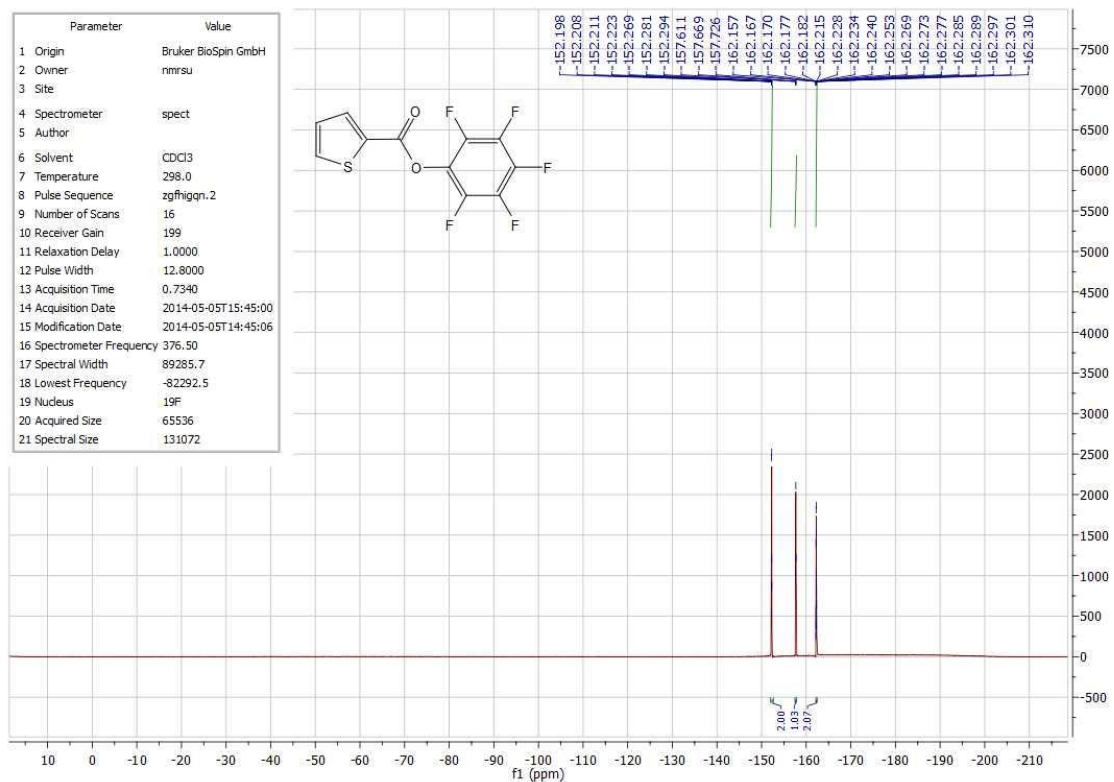 Parameter Value
1 Origin Bruker BioSpin GmbH
2 Owner nmrsu
3 Site
4 Spectrometer spect
5 Author
6 Solvent CDCl3
7 Temperature 298.0
8 Pulse Sequence zgfhigqn.2
9 Number of Scans 16
10 Receiver Gain 199
11 Relaxation Delay 1.0000
12 Pulse Width 12.8000
13 Acquisition Time 0.7340
14 Acquisition Date 2014-05-05T15:45:00
15 Modification Date 2014-05-05T14:45:06
16 Spectrometer Frequency 376.50
17 Spectral Width 89285.7
18 Lowest Frequency -82292.5
19 Nucleus 19F
20 Acquired Size 65536
21 Spectral Size 131072
-152.198
-152.208
-152.211
-152.223
-152.269
-152.281
-152.294
-157.611
-157.669
-157.726
-162.157
-162.167
-162.170
-162.177
-162.182
-162.215
-162.228
-162.234
-162.240
-162.253
-162.269
-162.273
-162.277
-162.285
-162.289
-162.297
-162.301
-162.310
O F F
S O F
F F
7500
7000
6500
6000
5500
5000
4500
4000
3500
3000
2500
2000
1500
1000
500
0
-500
2.00 1.03 2.07
10 0 -10 -20 -30 -40 -50 -60 -70 -80 -90 -100 -110 -120 -130 -140 -150 -160 -170 -180 -190 -200 -210
f1 (ppm)